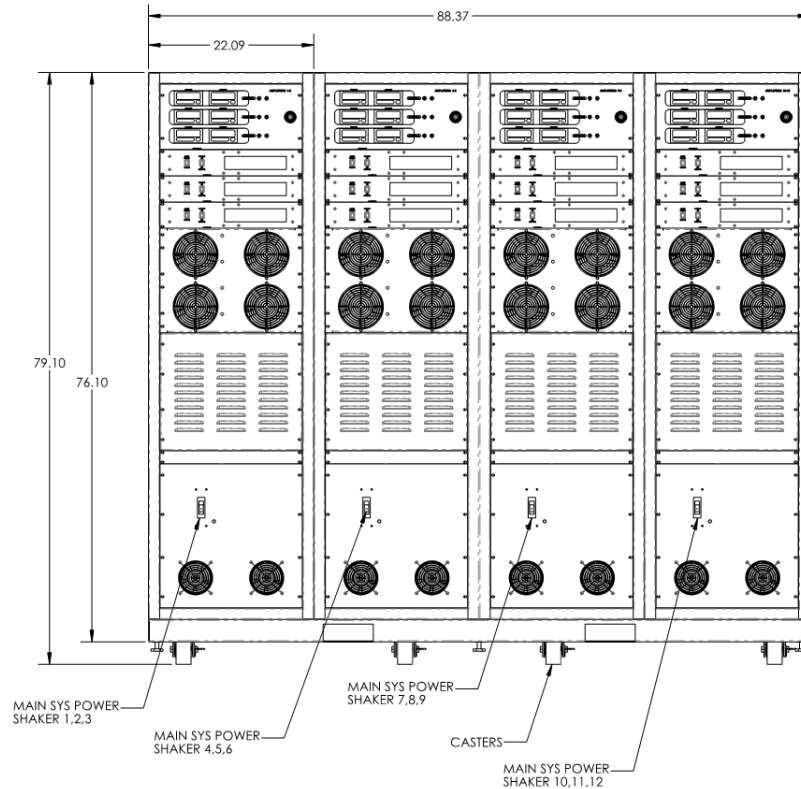 88.37
22.09
79.10
76.10
MAIN SYS POWER
SHAKER 1,2,3
MAIN SYS POWER
SHAKER 4,5,6
MAIN SYS POWER
SHAKER 7,8,9
CASTERS
MAIN SYS POWER
SHAKER 10,11,12